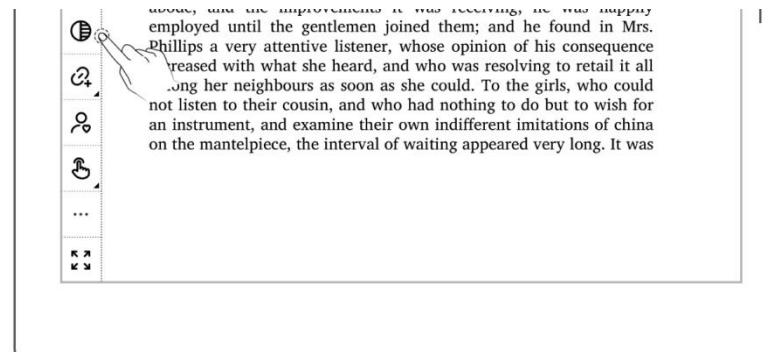 employed until the gentlemen joined them; and he found in Mrs.
Phillips a very attentive listener, whose opinion of his consequence
creased with what she heard, and who was resolving to retail it all
ong her neighbours as soon as she could. To the girls, who could
not listen to their cousin, and who had nothing to do but to wish for
an instrument, and examine their own indifferent imitations of china
on the mantelpiece, the interval of waiting appeared very long. It was